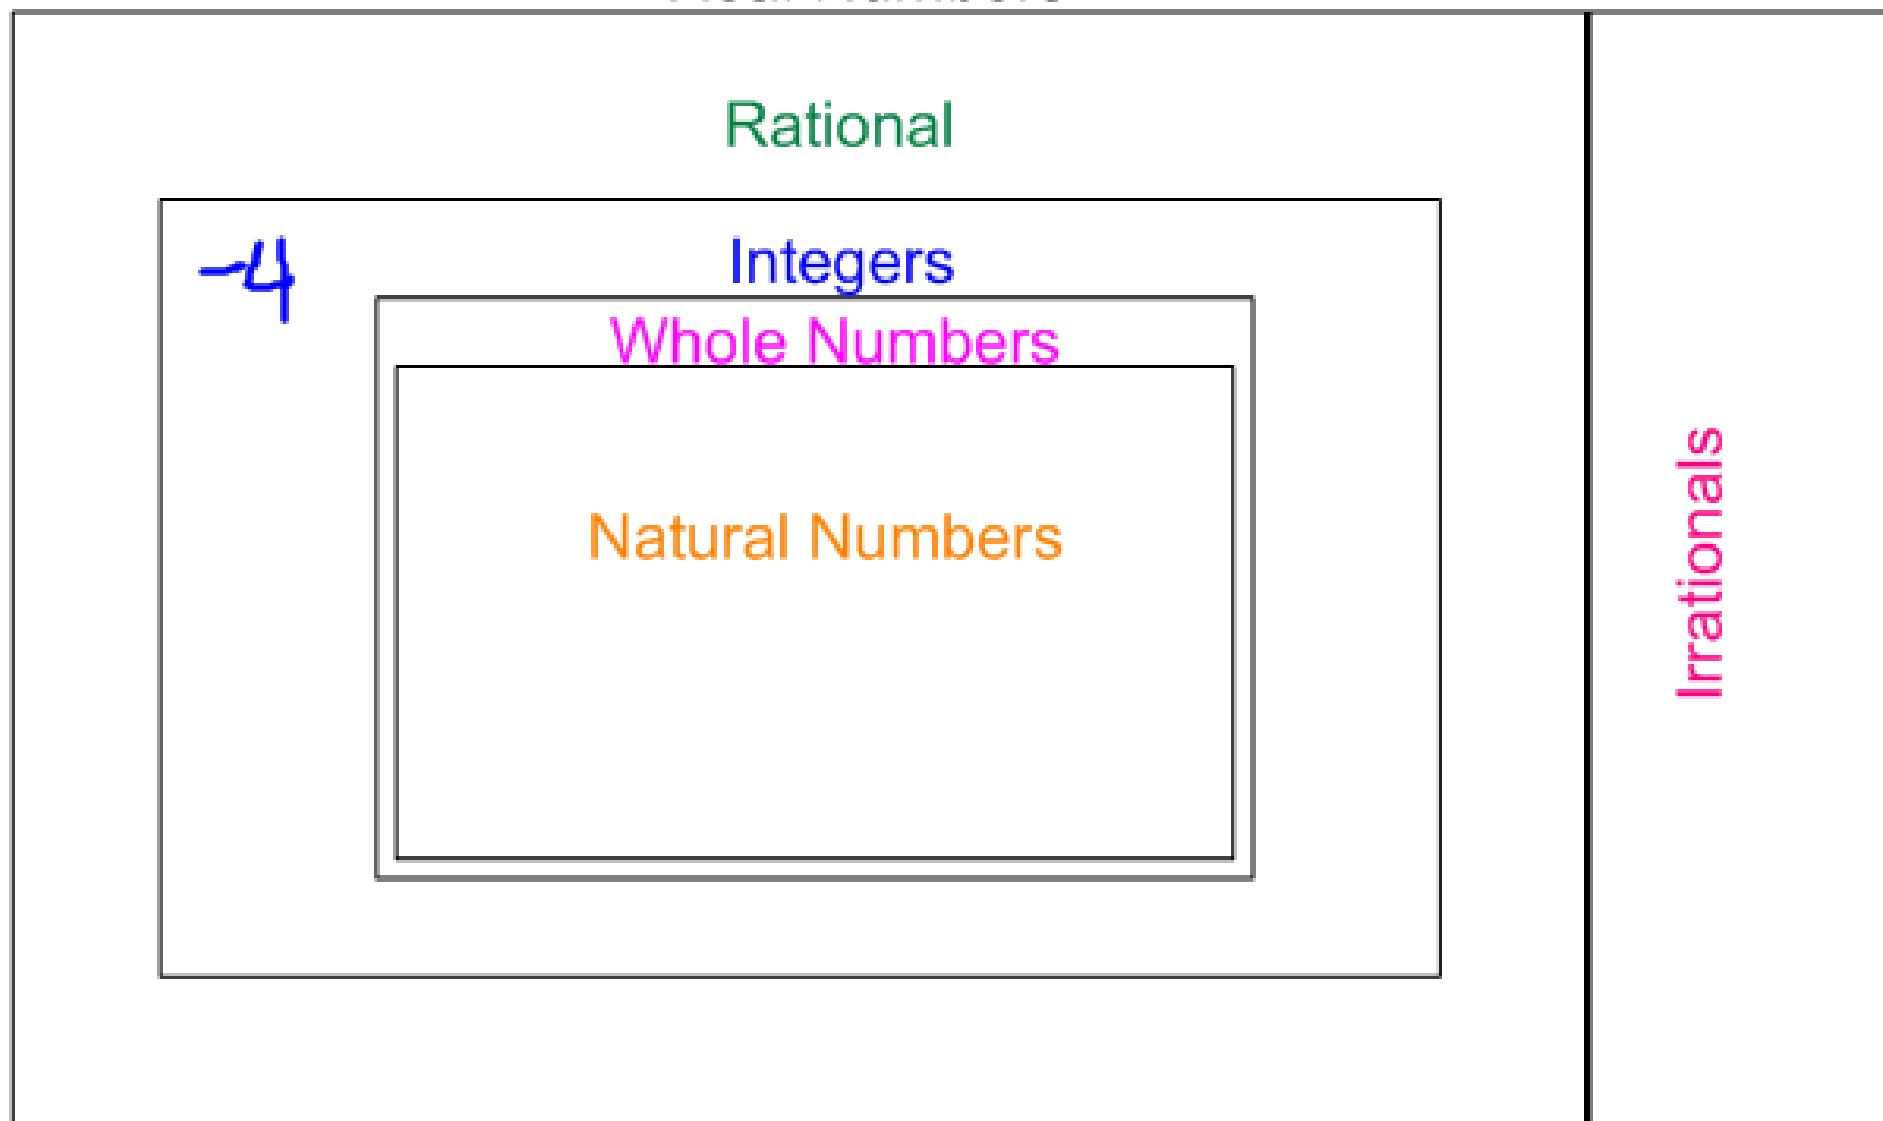 Rational
-4
Integers
Whole Numbers
Natural Numbers
Irrationals